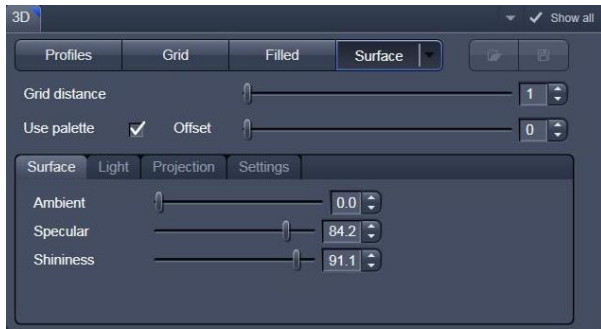 3D Show all
Profiles Grid Filled Surface
Grid distance 1
Use palette Offset 0
Surface Light Projection Settings
Ambient 0.0
Specular 84.2
Shininess 91.1